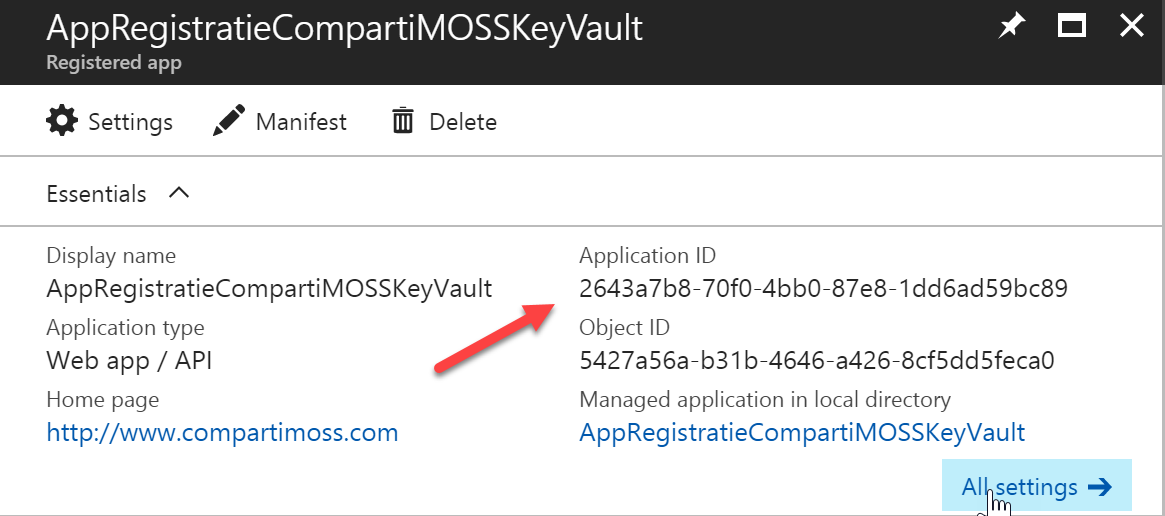 AppRegistratieCompartiMOSSKeyVault
Registered app
Settings Manifest Delete
Essentials
Display name
AppRegistratieCompartiMOSSKeyVault
Application type
Web app / API
Home page
http://www.compartimoss.com
Application ID
2643a7b8-70f0-4bb0-87e8-1dd6ad59bc89
Object ID
5427a56a-b31b-4646-a426-8cf5dd5feca0
Managed application in local directory
AppRegistratieCompartiMOSSKeyVault
All settings